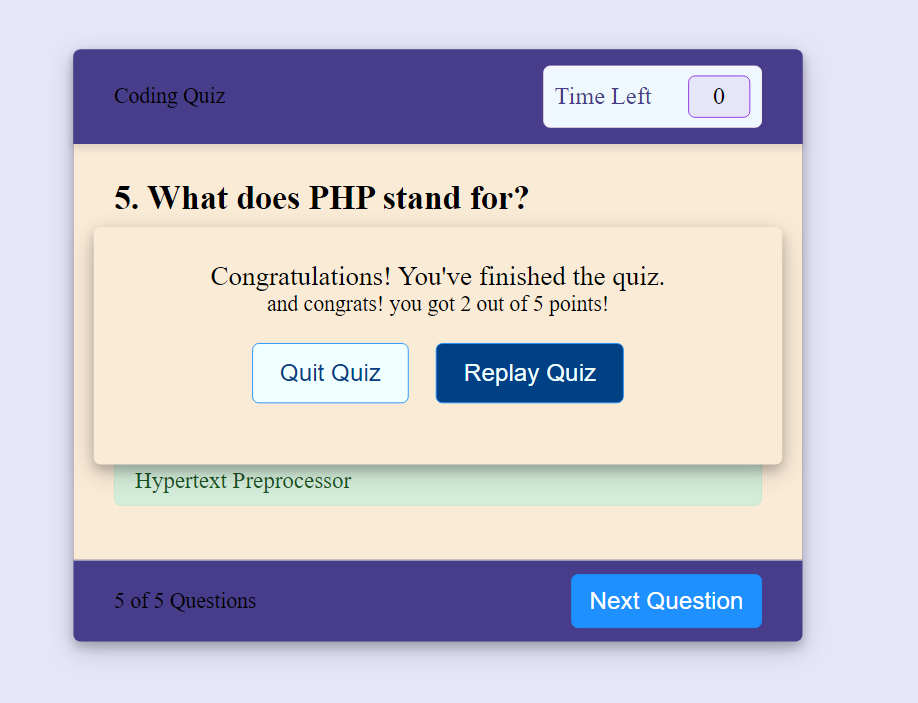 Coding Quiz
Time Left 0
5. What does PHP stand for?
Congratulations! You've finished the quiz.
and congrats! you got 2 out of 5 points!
Quit Quiz Replay Quiz
Hypertext Preprocessor
5 of 5 Questions Next Question